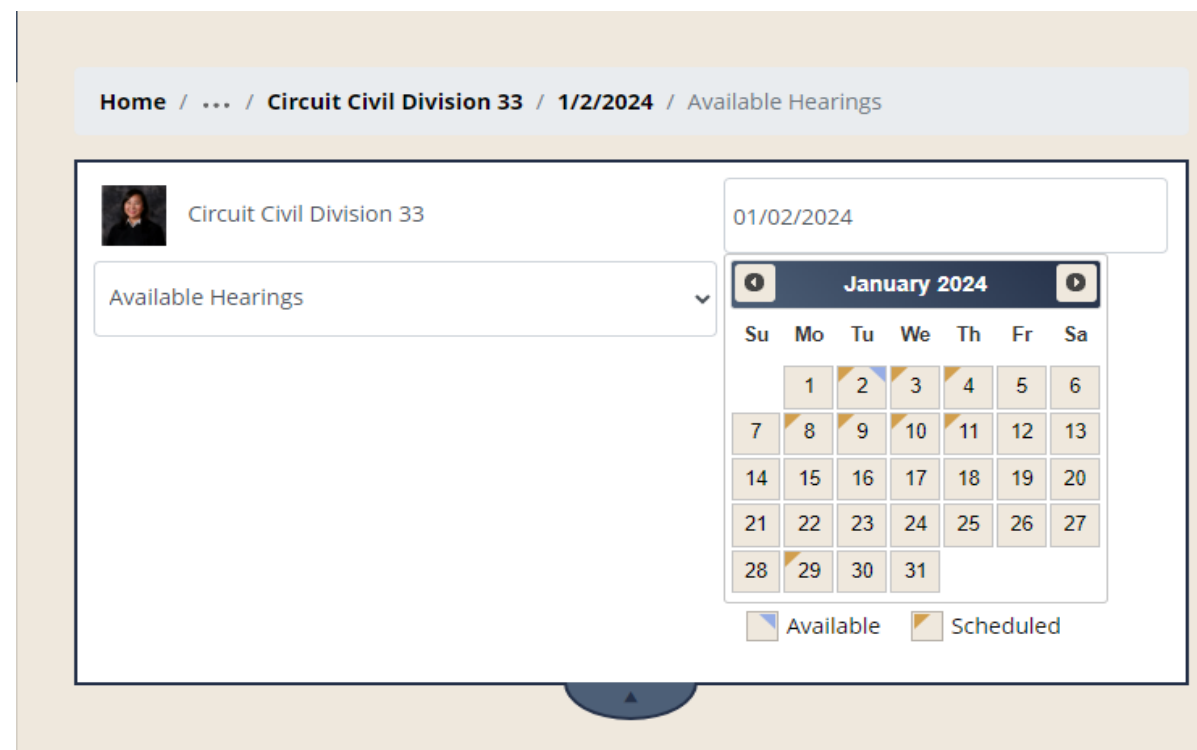 Home / ... / Circuit Civil Division 33 / 1/2/2024 / Available Hearings
Circuit Civil Division 33
01/02/2024
Available Hearings
January 2024
Su Mo Tu We Th Fr Sa
1 2 3 4 5 6
7 8 9 10 11 12 13
14 15 16 17 18 19 20
21 22 23 24 25 26 27
28 29 30 31
Available Scheduled